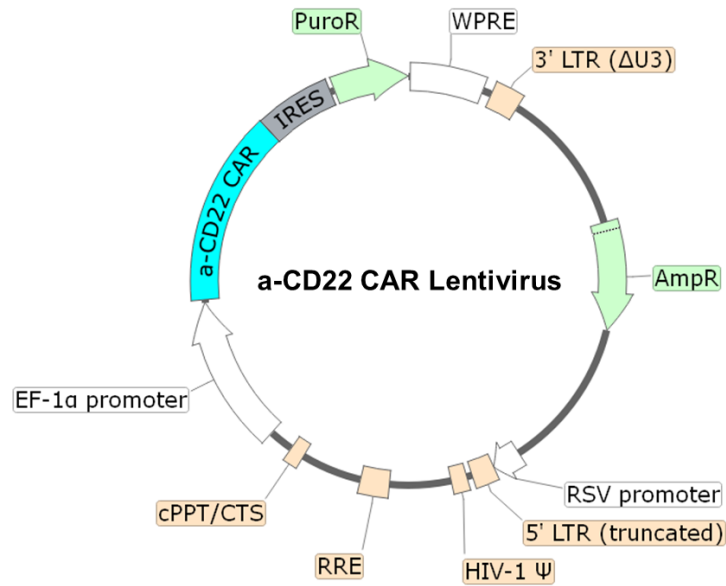 PuroR
WPRE
3' LTR (ΔU3)
IRES
a-CD22 CAR
a-CD22 CAR Lentivirus
AmpR
EF-1α promoter
RSV promoter
cPPT/CTS
5' LTR (truncated)
RRE
HIV-1 Ψ